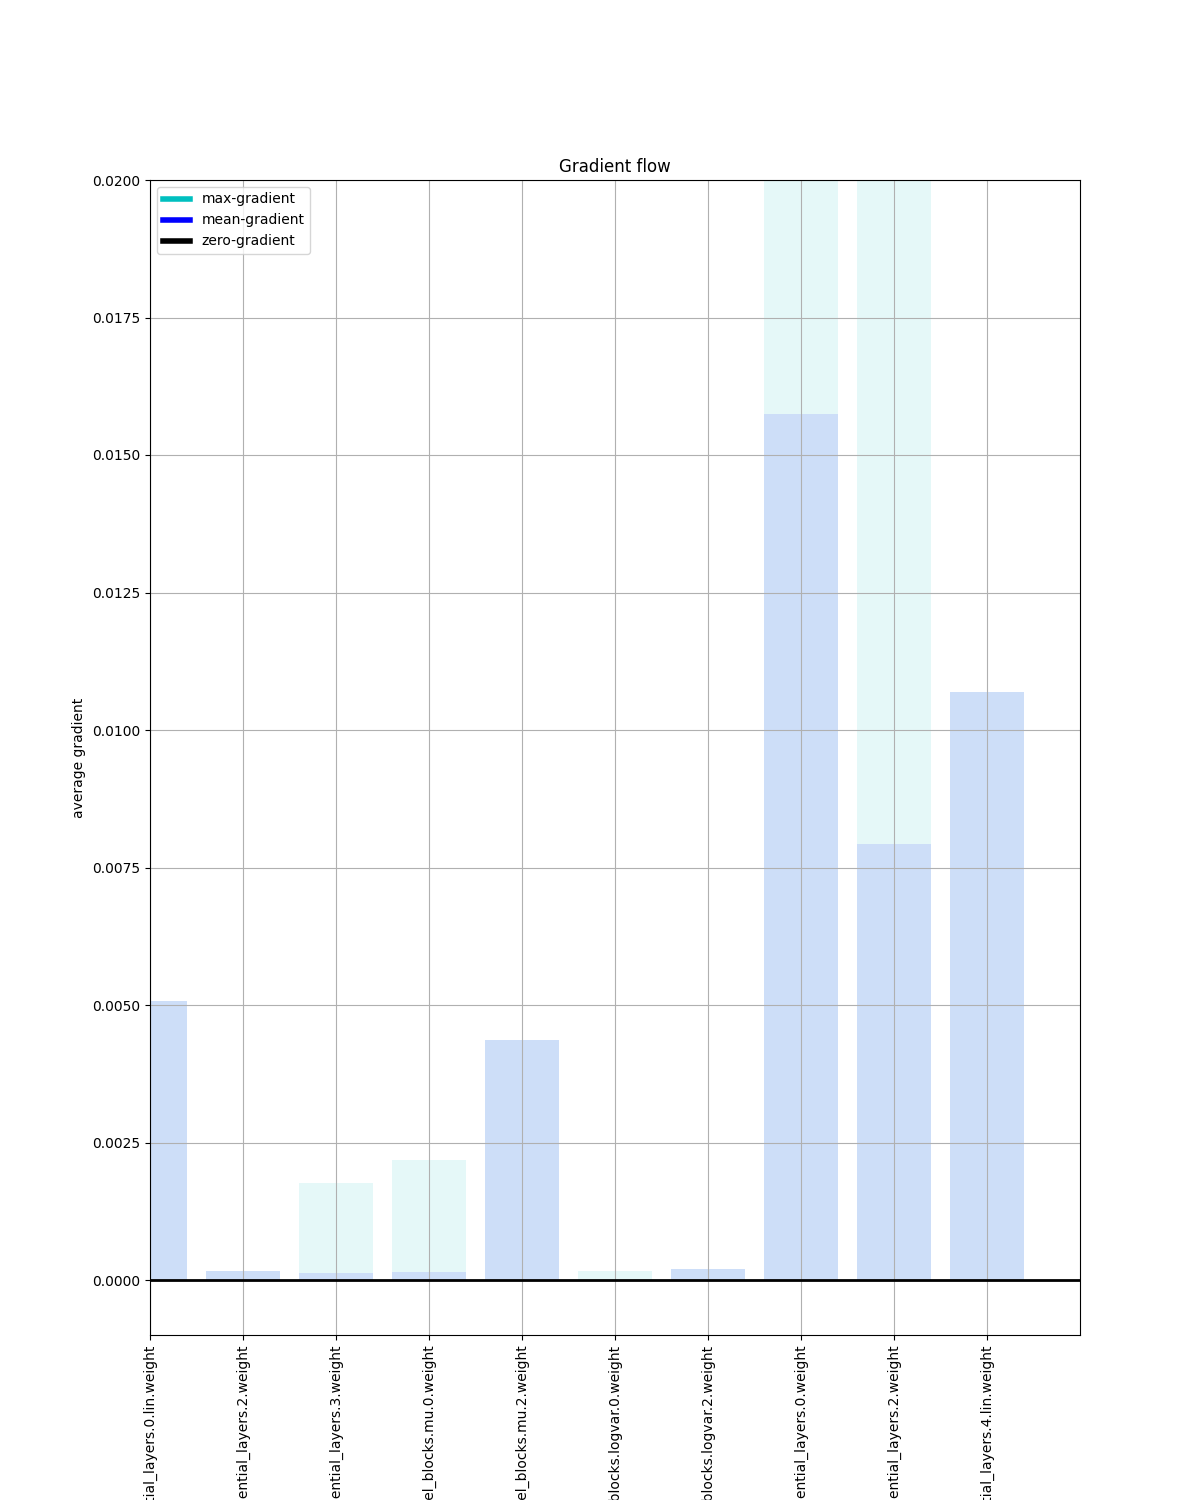 Gradient flow
max-gradient
mean-gradient
zero-gradient
0.0200
0.0175
0.0150
0.0125
0.0100
0.0075
0.0050
0.0025
0.0000
average gradient
tial_layers.0.lin.weight
ential_layers.2.weight
ential_layers.3.weight
el_blocks.mu.0.weight
el_blocks.mu.2.weight
blocks.logvar.0.weight
blocks.logvar.2.weight
ential_layers.0.weight
ential_layers.2.weight
tial_layers.4.lin.weight